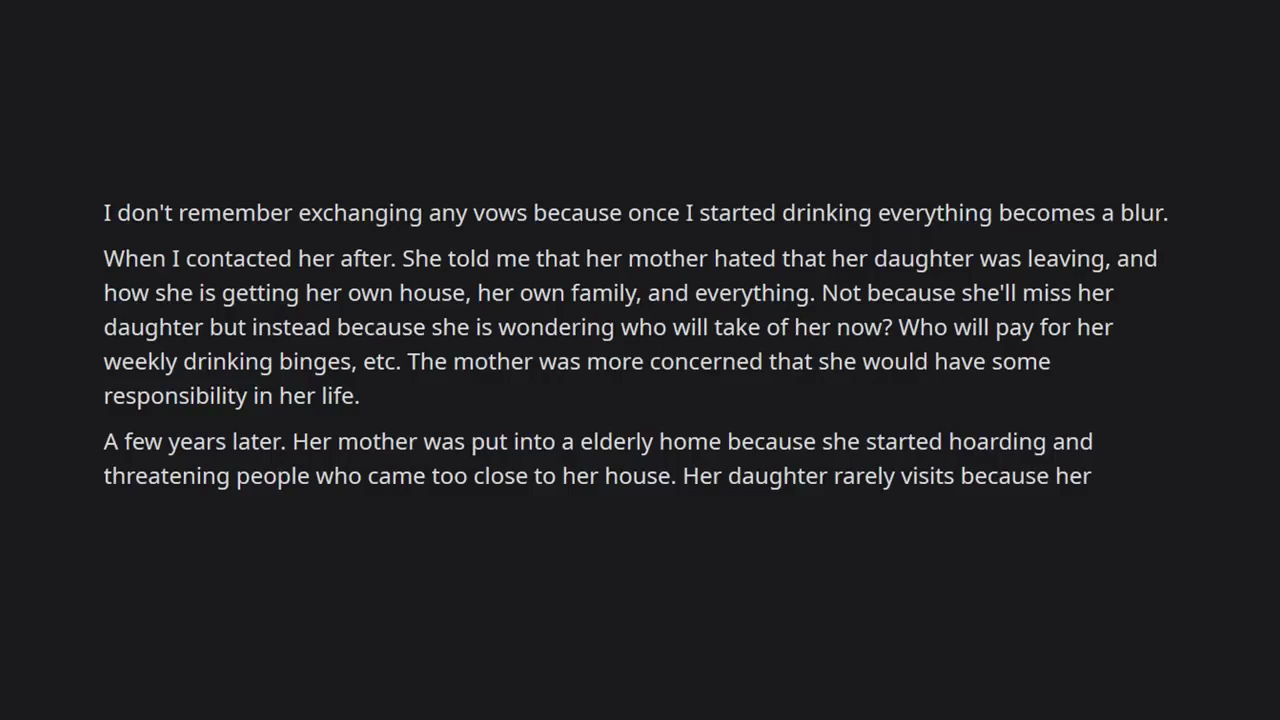 I don't remember exchanging any vows because once I started drinking everything becomes a blur.
When I contacted her after. She told me that her mother hated that her daughter was leaving, and
how she is getting her own house, her own family, and everything. Not because she'll miss her
daughter but instead because she is wondering who will take of her now? Who will pay for her
weekly drinking binges, etc. The mother was more concerned that she would have some
responsibility in her life.
A few years later. Her mother was put into a elderly home because she started hoarding and
threatening people who came too close to her house. Her daughter rarely visits because her